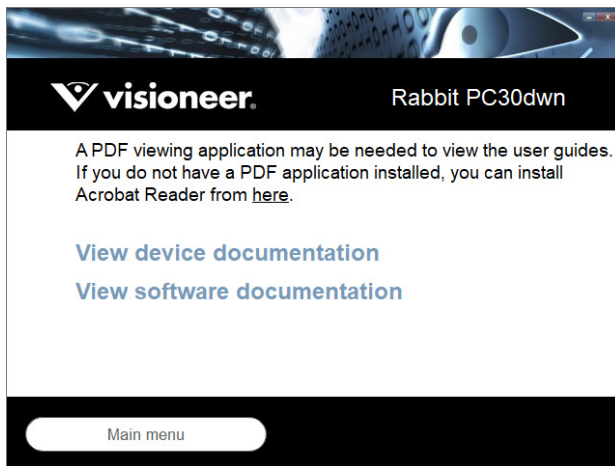 visioneer.
Rabbit PC30dwn
A PDF viewing application may be needed to view the user guides.
If you do not have a PDF application installed, you can install
Acrobat Reader from here.
View device documentation
View software documentation
Main menu